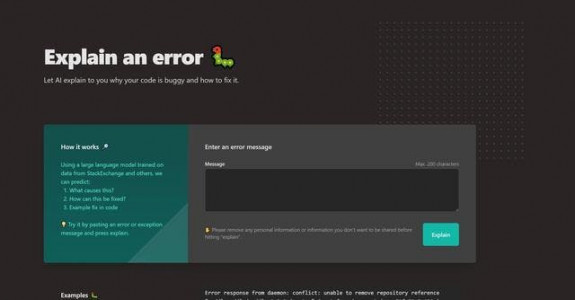 Explain an error 🐛
Let AI explain to you why your code is buggy and how to fix it.
How it works 🔎
Using a large language model trained on
data from StackExchange and others, we
can predict:
1. What causes this?
2. How can this be fixed?
3. Example fix in code
💡 Try it by pasting an error or exception
message and press explain.
Enter an error message
Message
Max. 200 characters
✋ Please remove any personal information or information you don't want to be shared before
hitting "explain".
Explain
Examples 🐛
Error response from daemon: conflict: unable to remove repository reference